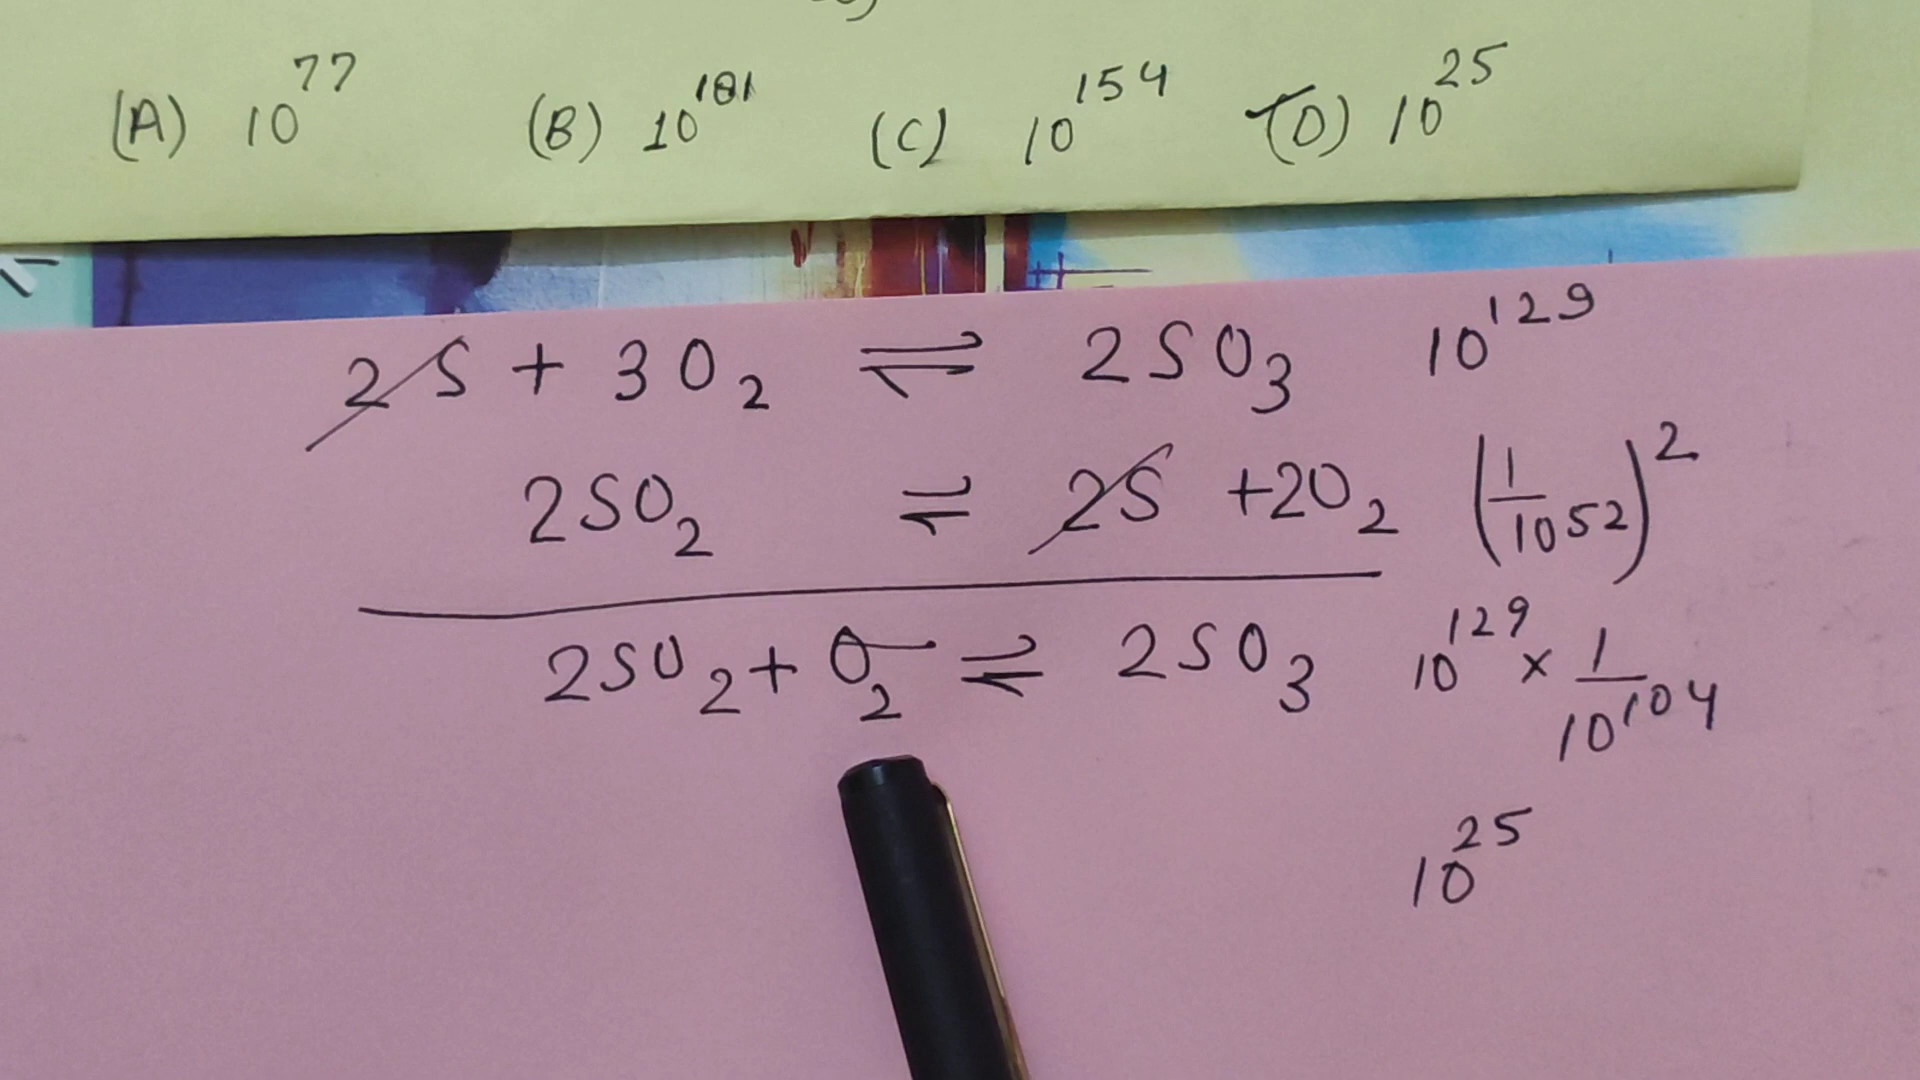 (A) 10^77 (B) 10^181 (C) 10^154 (D) 10^25
2S + 3O₂ ⇌ 2SO₃ 10^129
2SO₂ ⇌ 2S + 2O₂ (1/10^52)^2
2SO₂ + O₂ ⇌ 2SO₃ 10^129 × 1/10^104
10^25